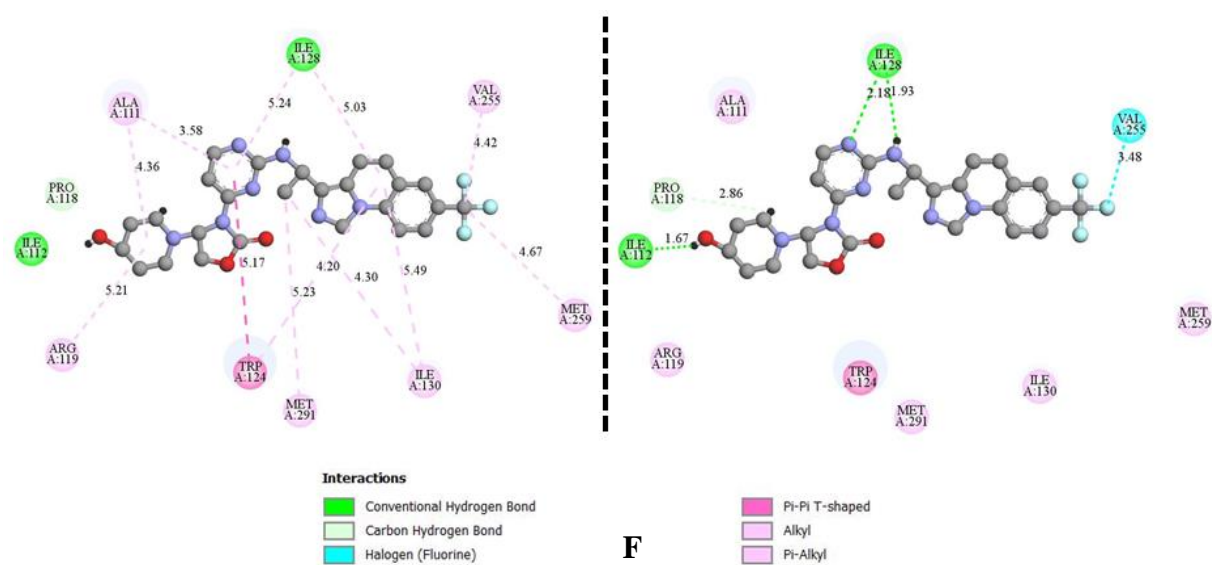 ILE
A:128
VAL
A:255
ALA
A:111
5.24
5.03
3.58
4.42
4.36
PRO
A:118
ILE
A:112
5.17
4.20
5.49
4.67
5.21
5.23
4.30
MET
A:259
ARG
A:119
TRP
A:124
ILE
A:130
MET
A:291
ILE
A:128
2.18
1.93
ALA
A:111
VAL
A:255
3.48
PRO
A:118
2.86
ILE
A:112
1.67
MET
A:259
ARG
A:119
TRP
A:124
ILE
A:130
MET
A:291
Interactions
Conventional Hydrogen Bond
Carbon Hydrogen Bond
Halogen (Fluorine)
Pi-Pi T-shaped
Alkyl
Pi-Alkyl
F